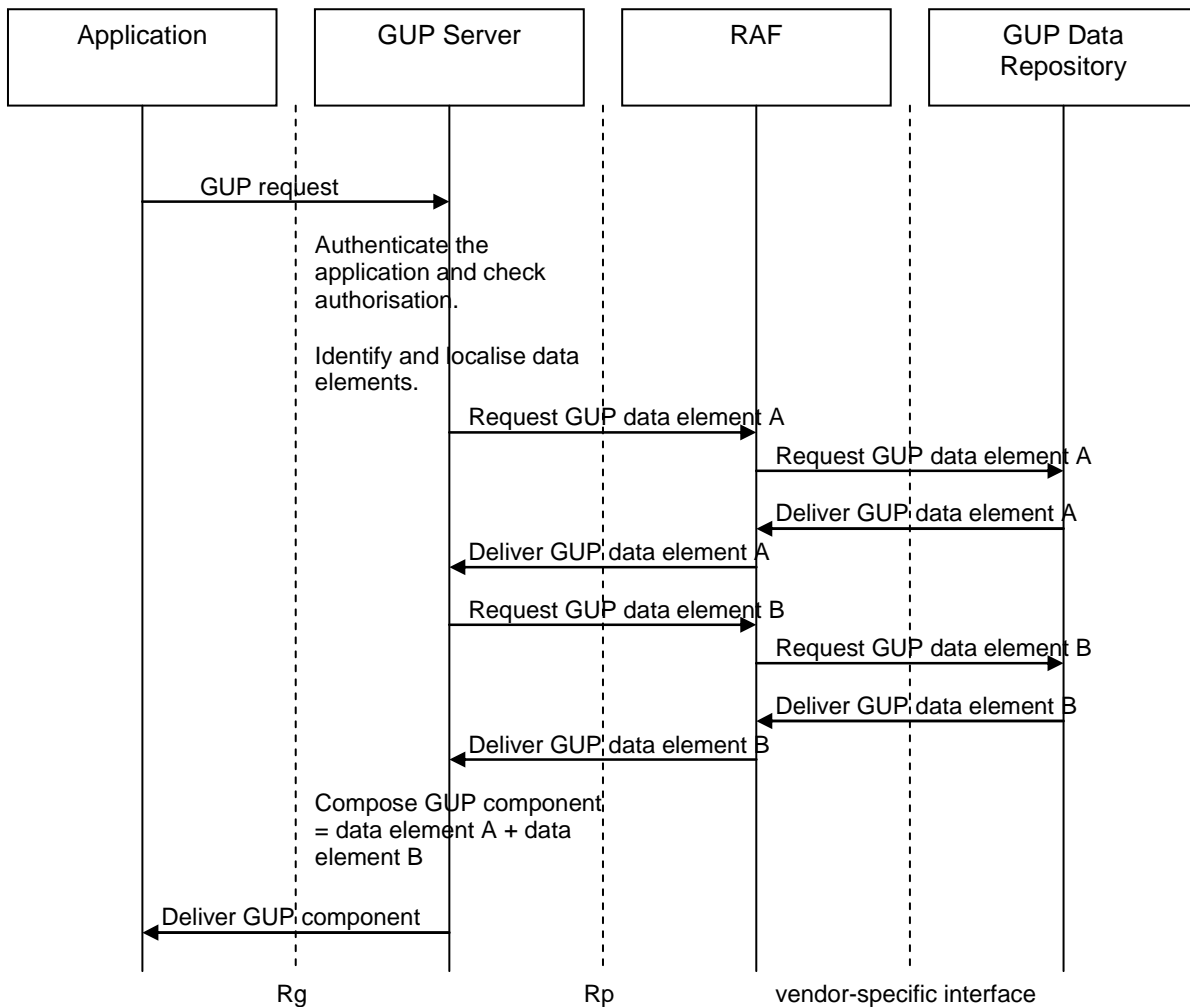 Application
GUP Server
RAF
GUP Data
Repository
GUP request
Authenticate the
application and check
authorisation.
Identify and localise data
elements.
Request GUP data element A
Request GUP data element A
Deliver GUP data element A
Deliver GUP data element A
Request GUP data element B
Request GUP data element B
Deliver GUP data element B
Deliver GUP data element B
Compose GUP component
= data element A + data
element B
Deliver GUP component
Rg
Rp
vendor-specific interface